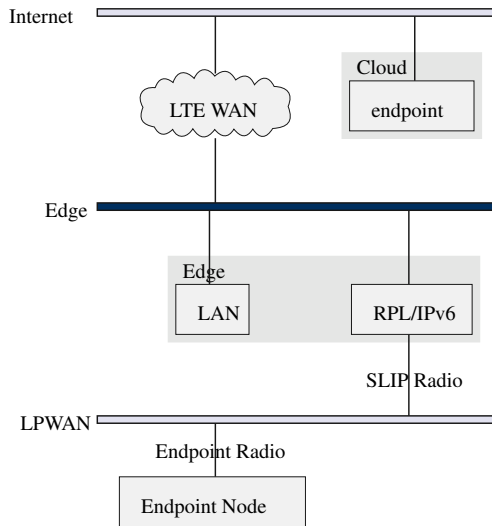 Internet
Cloud
LTE WAN
endpoint
Edge
Edge
LAN
RPL/IPv6
SLIP Radio
LPWAN
Endpoint Radio
Endpoint Node